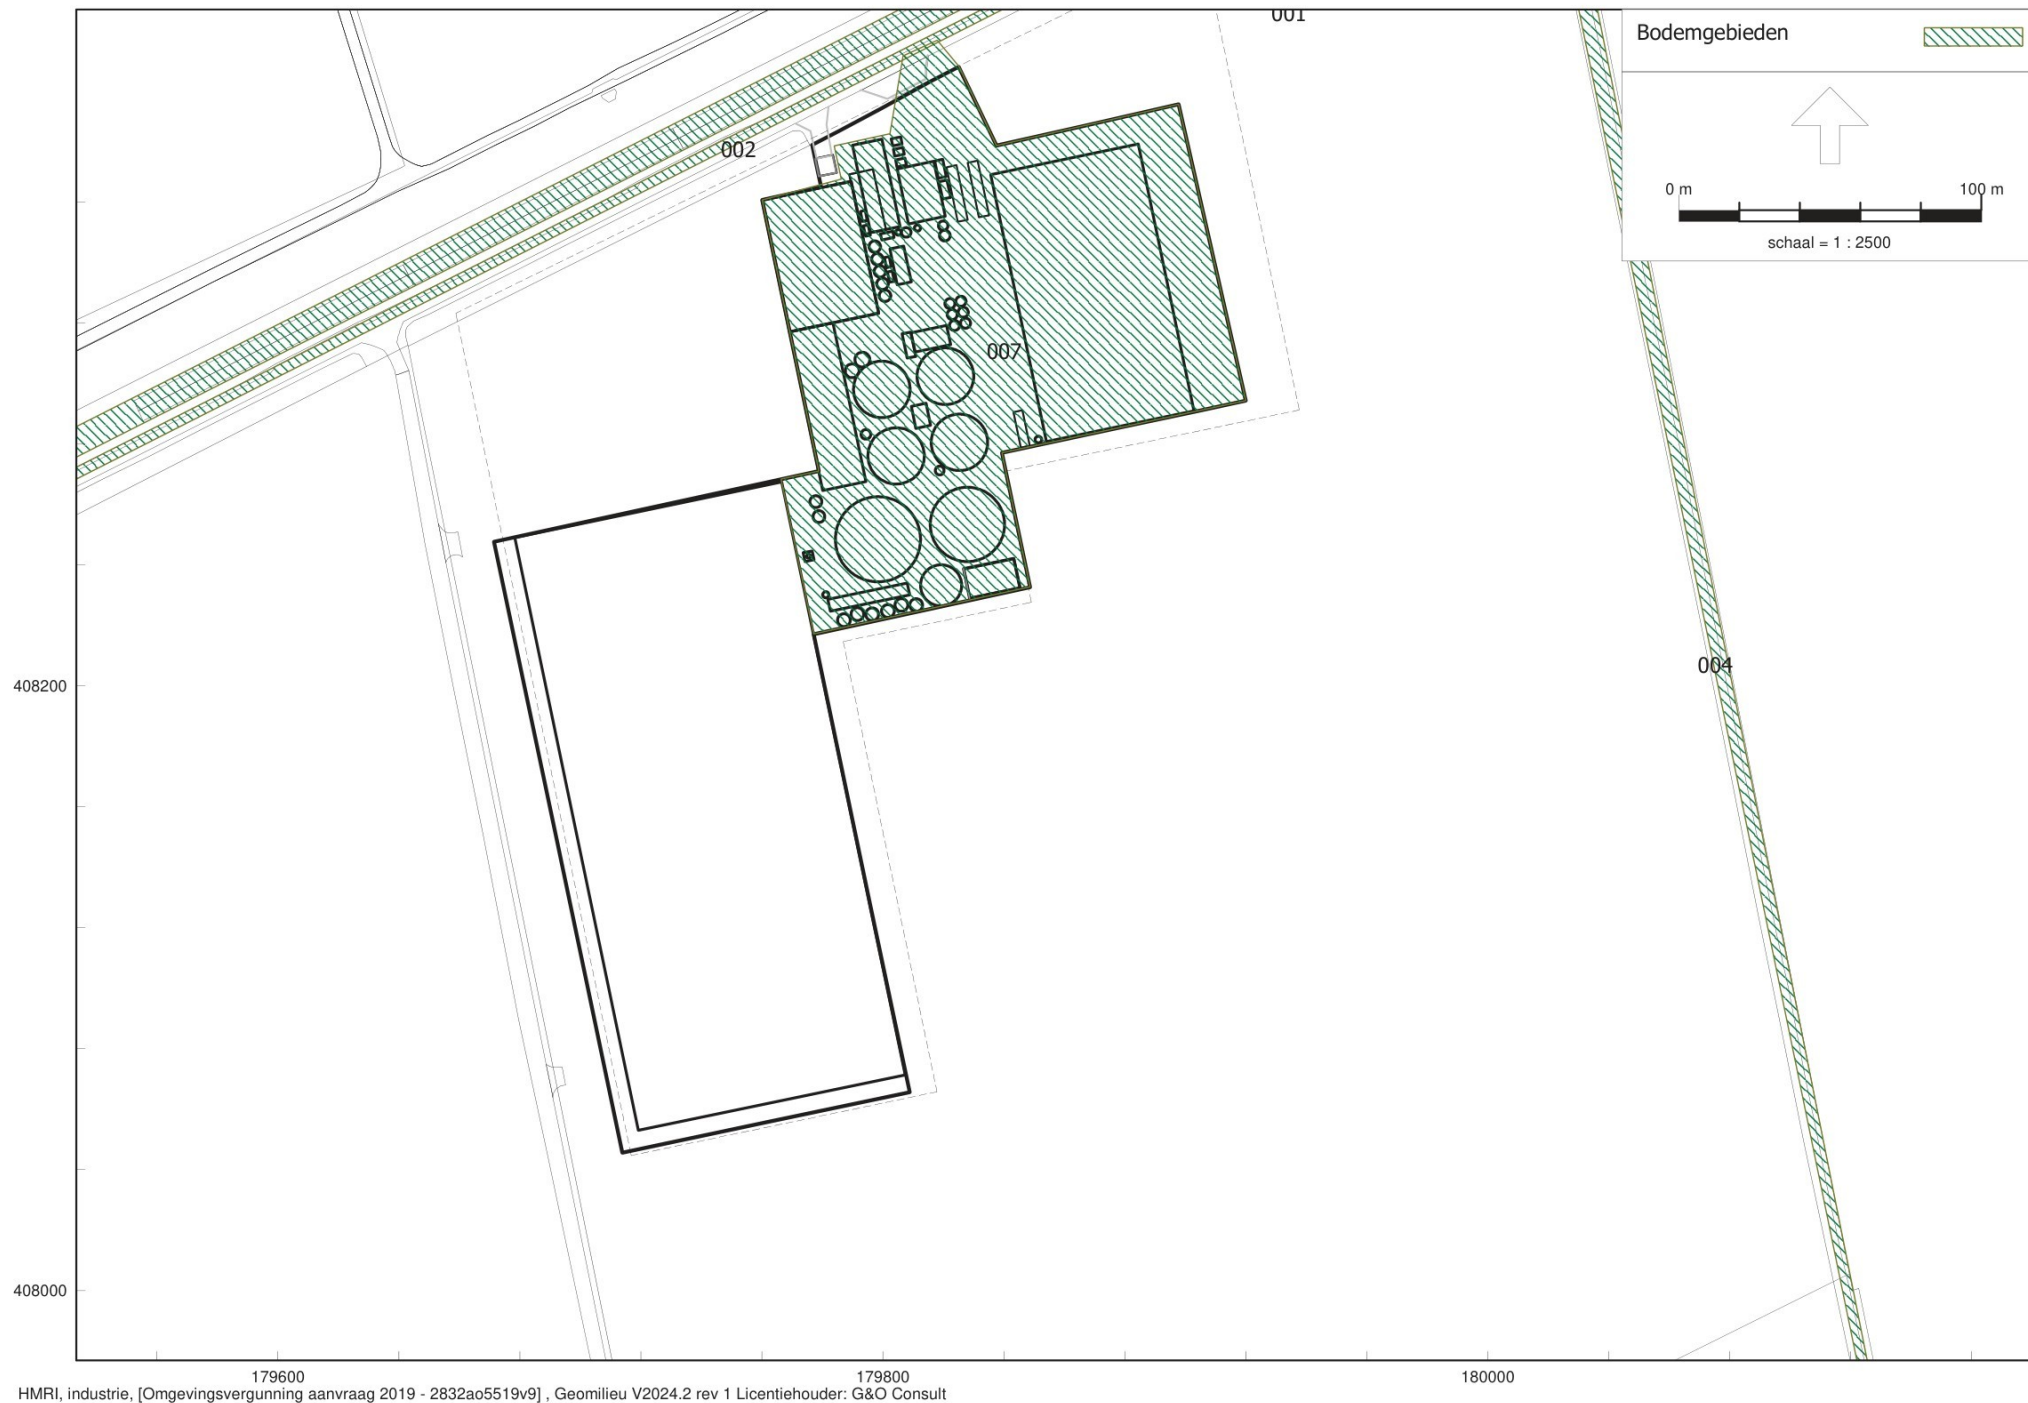 001
Bodemgebieden
0 m 100 m
schaal = 1 : 2500
002
007
004
408200
408000
179600 179800 180000
HMRI, industrie, [Omgevingsvergunning aanvraag 2019 - 2832ao5519v9] , Geomilieu V2024.2 rev 1 Licentiehouder: G&O Consult